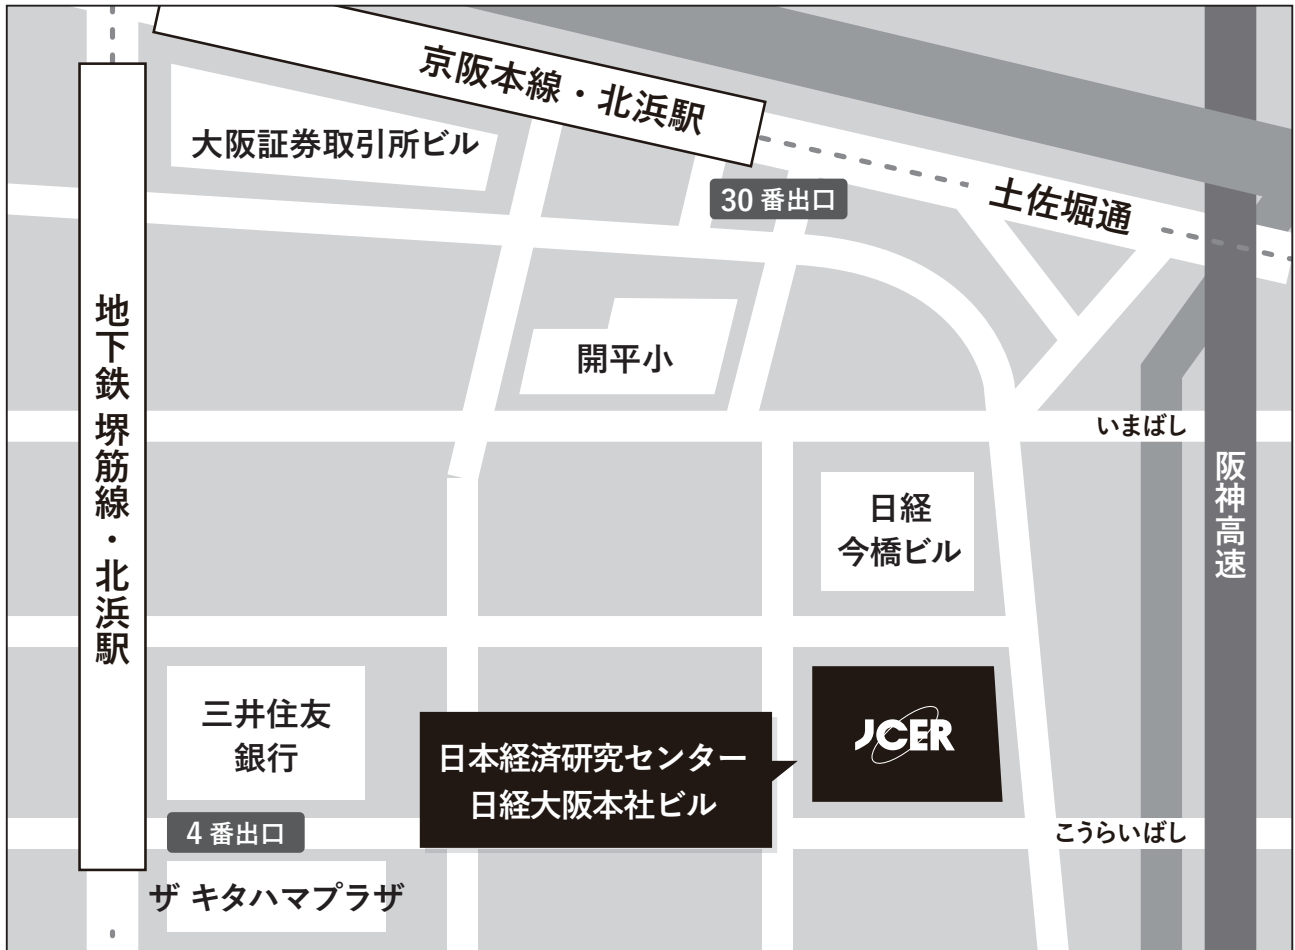 京阪本線・北浜駅
大阪証券取引所ビル
30 番出口
土佐堀通
地下鉄 堺筋線・北浜駅
開平小
いまばし
阪神高速
日経
今橋ビル
三井住友
銀行
JCER
日本経済研究センター
日経大阪本社ビル
4 番出口
こうらいばし
ザ キタハマプラザ